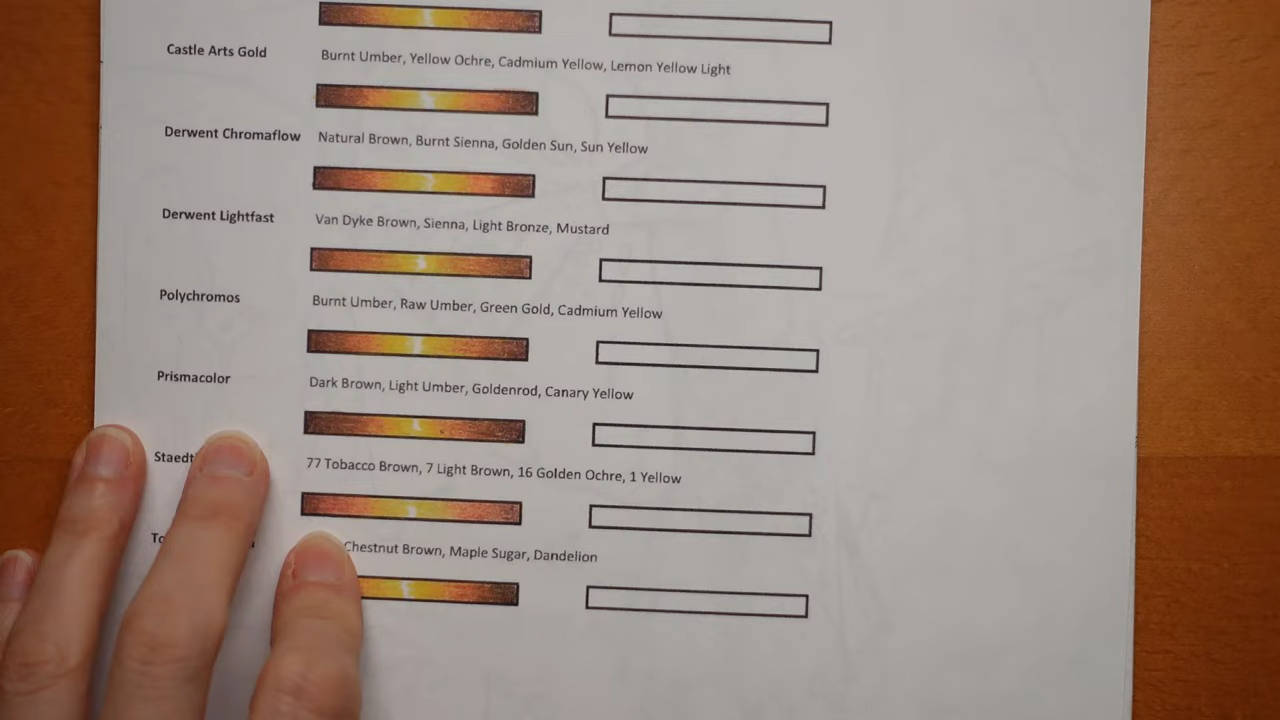 Castle Arts Gold Burnt Umber, Yellow Ochre, Cadmium Yellow, Lemon Yellow Light
Derwent Chromaflow Natural Brown, Burnt Sienna, Golden Sun, Sun Yellow
Derwent Lightfast Van Dyke Brown, Sienna, Light Bronze, Mustard
Polychromos Burnt Umber, Raw Umber, Green Gold, Cadmium Yellow
Prismacolor Dark Brown, Light Umber, Goldenrod, Canary Yellow
77 Tobacco Brown, 7 Light Brown, 16 Golden Ochre, 1 Yellow
Chestnut Brown, Maple Sugar, Dandelion